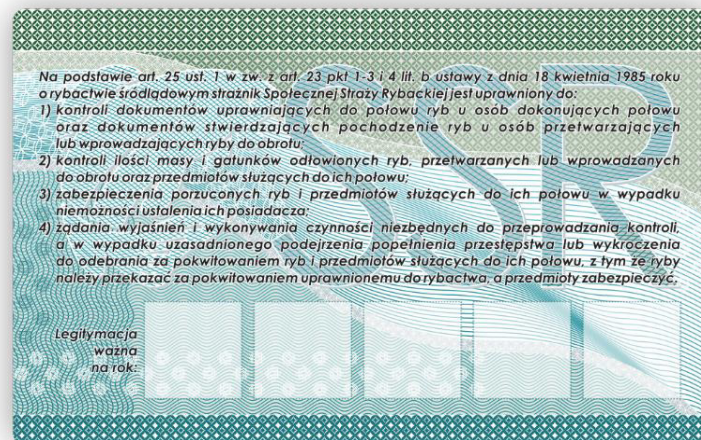 SSR
Na podstawie art. 25 ust. 1 w zw. z art. 23 pkt 1-3 i 4 lit. b ustawy z dnia 18 kwietnia 1985 roku
o rybactwie śródlądowym strażnik Społecznej Straży Rybackiej jest uprawniony do:
1) kontroli dokumentów uprawniających do połowu ryb u osób dokonujących połowu
oraz dokumentów stwierdzających pochodzenie ryb u osób przetwarzających
lub wprowadzających ryby do obrotu;
2) kontroli ilości masy i gatunków odłowionych ryb, przetwarzanych lub wprowadzanych
do obrotu oraz przedmiotów służących do ich połowu;
3) zabezpieczenia porzuconych ryb i przedmiotów służących do ich połowu w wypadku
niemożności ustalenia ich posiadacza;
4) żądania wyjaśnień i wykonywania czynności niezbędnych do przeprowadzania kontroli,
a w wypadku uzasadnionego podejrzenia popełnienia przestępstwa lub wykroczenia
do odebrania za pokwitowaniem ryb i przedmiotów służących do ich połowu, z tym że ryby
należy przekazać za pokwitowaniem uprawnionemu do rybactwa, a przedmioty zabezpieczyć.
Legitymacja
ważna
na rok: